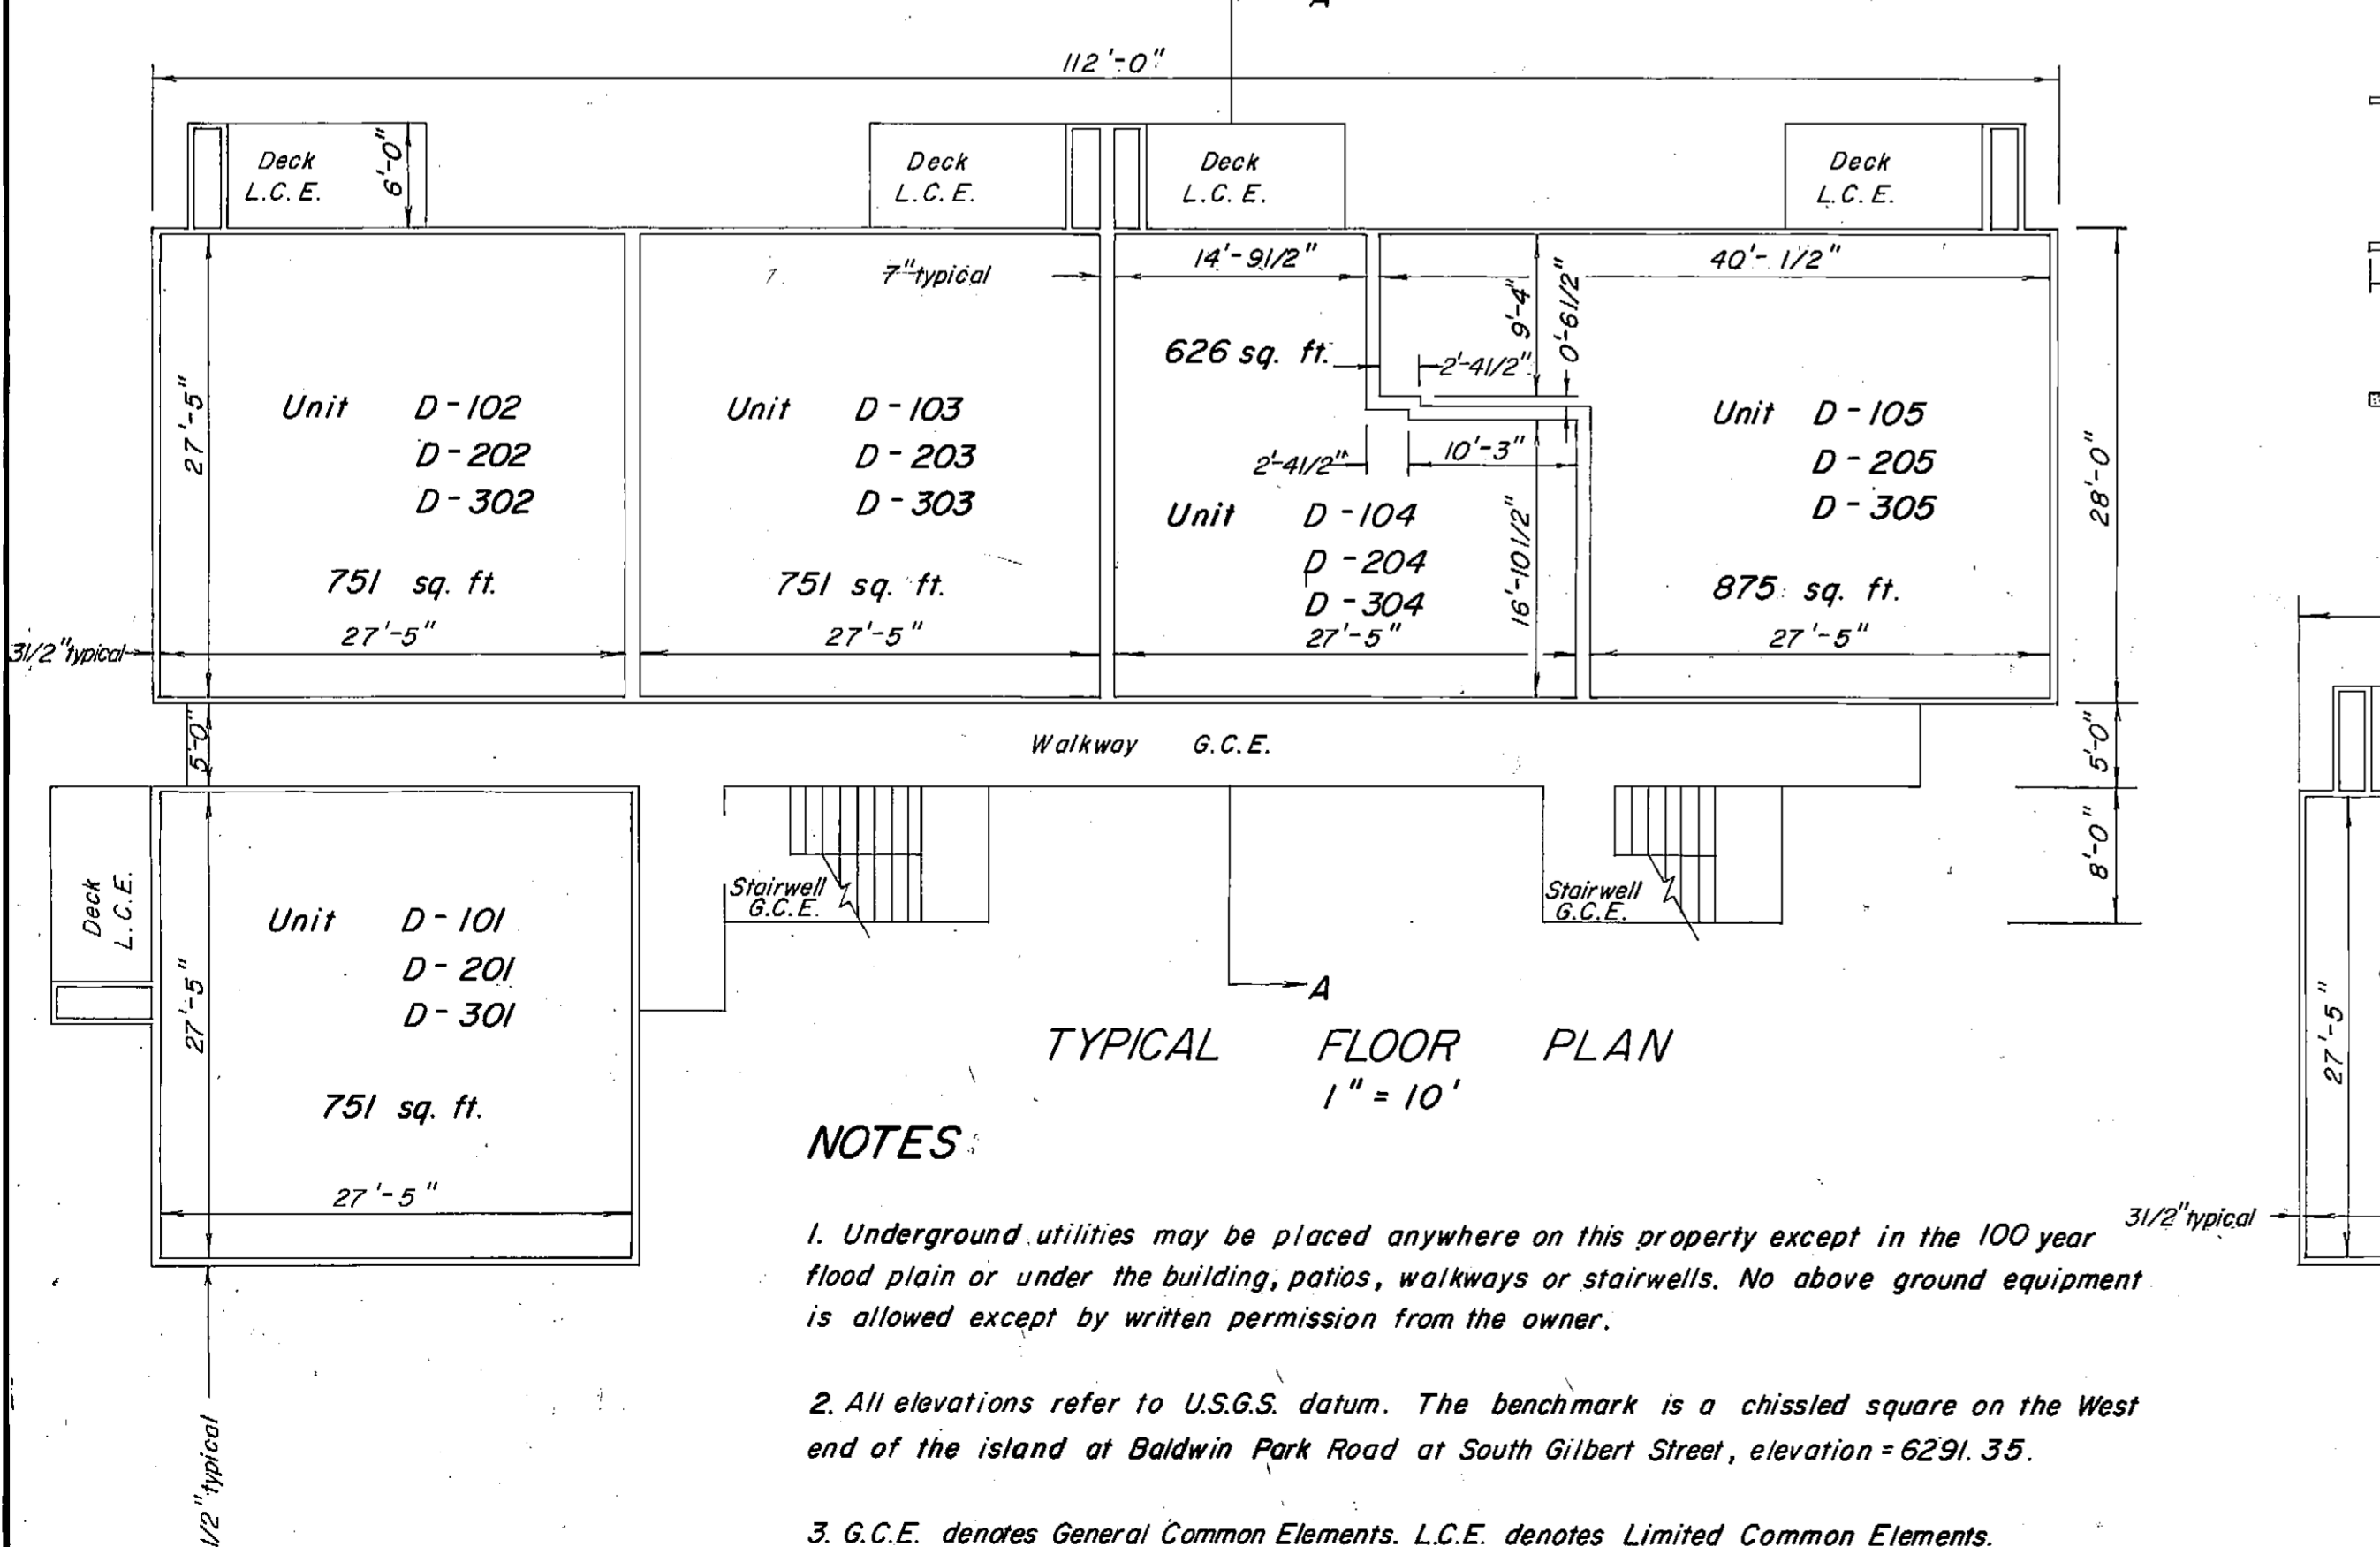 A
112'-0"
Deck
L.C.E.
6'-0"
Deck
L.C.E.
Deck
L.C.E.
Deck
L.C.E.
7" typical
14'-9 1/2"
40'-1/2"
9'-4"
0'-6 1/2"
626 sq. ft.
2'-4 1/2"
27'-5"
Unit D-102
D-202
D-302
751 sq. ft.
27'-5"
Unit D-103
D-203
D-303
751 sq. ft.
27'-5"
2'-4 1/2"
10'-3"
Unit D-104
D-204
D-304
27'-5"
16'-10 1/2"
Unit D-105
D-205
D-305
875 sq. ft.
27'-5"
28'-0"
3 1/2" typical
5'-0"
Walkway G.C.E.
5'-0"
8'-0"
Deck
L.C.E.
27'-5"
Unit D-101
D-201
D-301
751 sq. ft.
27'-5"
Stairwell
G.C.E.
Stairwell
G.C.E.
A
TYPICAL FLOOR PLAN
1" = 10'
27'-5"
3 1/2" typical
1/2" typical
NOTES:
1. Underground utilities may be placed anywhere on this property except in the 100 year
flood plain or under the building, patios, walkways or stairwells. No above ground equipment
is allowed except by written permission from the owner.
2. All elevations refer to U.S.G.S. datum. The benchmark is a chissled square on the West
end of the island at Baldwin Park Road at South Gilbert Street, elevation = 6291.35.
3. G.C.E. denotes General Common Elements. L.C.E. denotes Limited Common Elements.